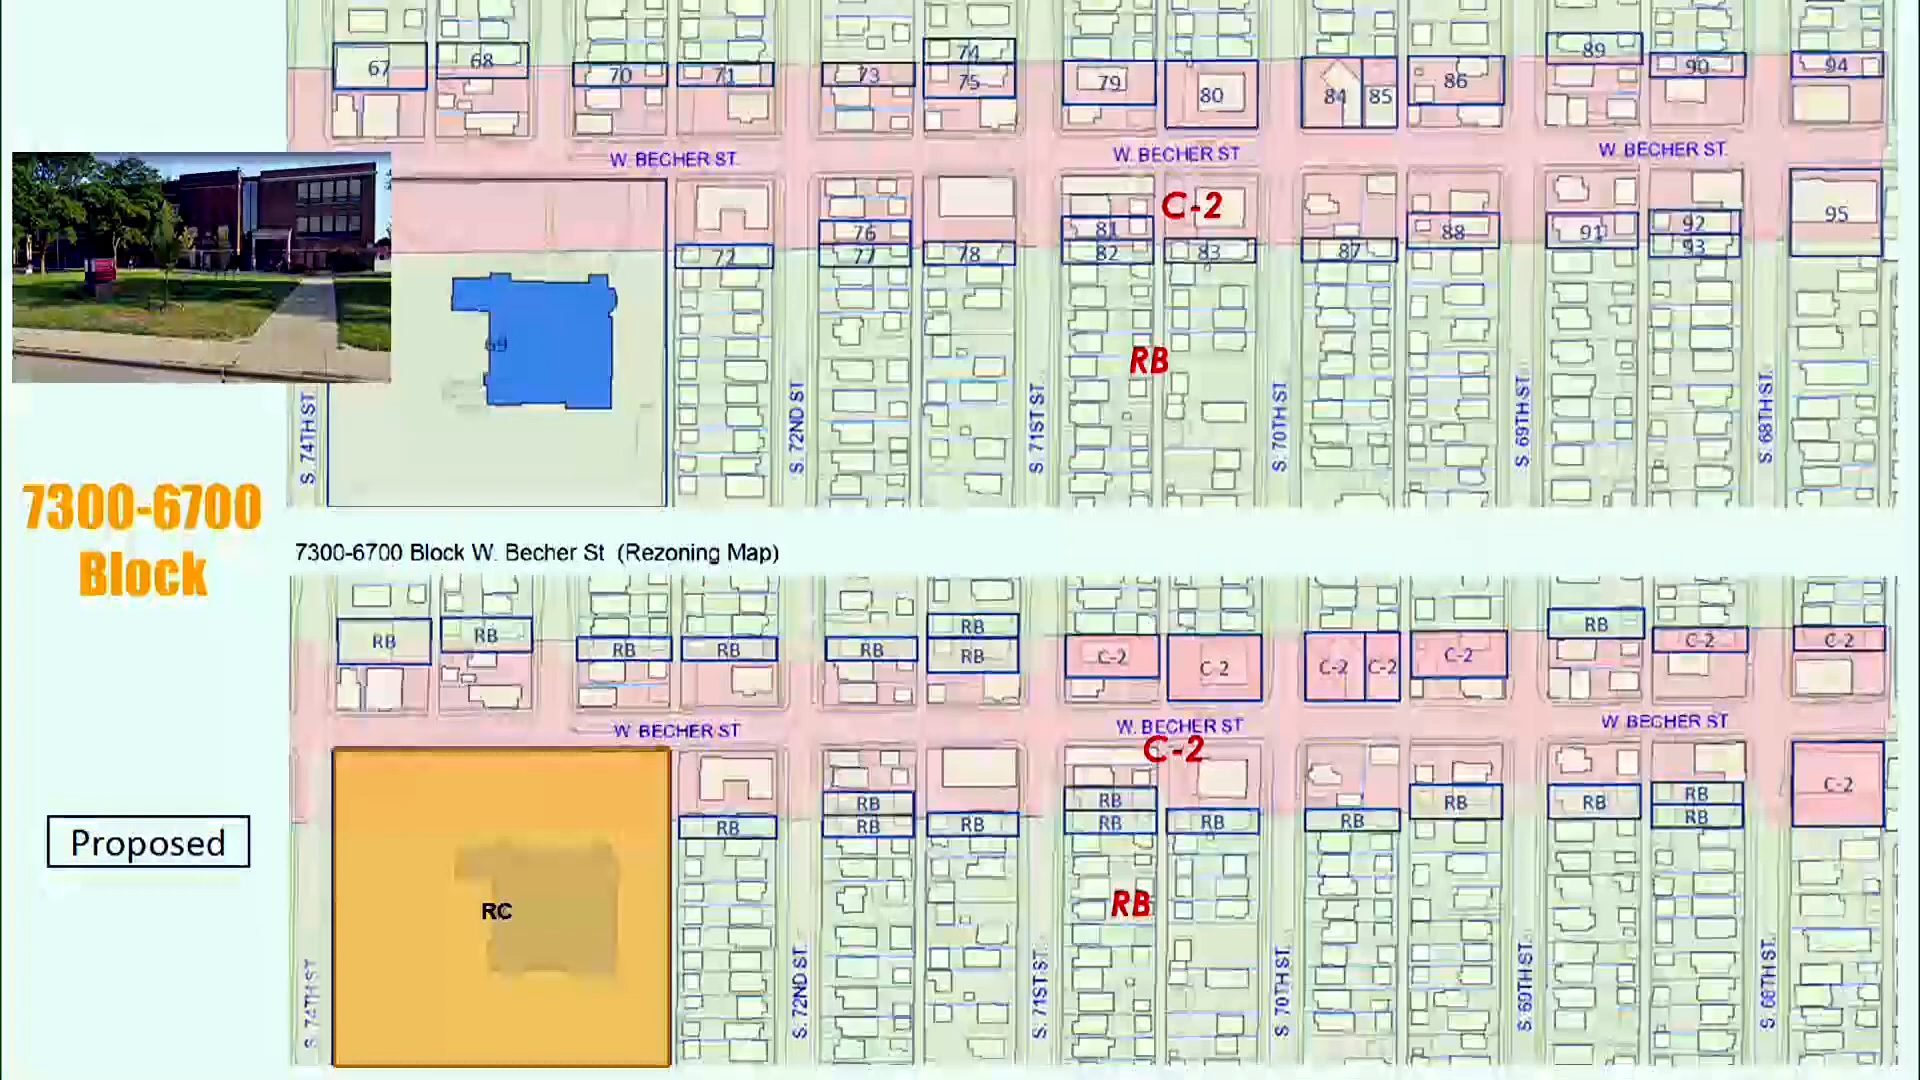 67
68
70
71
73
74
75
79
80
84
85
86
89
90
94
W. BECHER ST.
W. BECHER ST
W. BECHER ST.
C-2
69
72
76
77
78
81
82
83
87
88
91
92
93
95
RB
S. 74TH ST.
S. 72ND ST.
S. 71ST ST.
S. 70TH ST
S. 69TH ST.
S. 68TH ST.
7300-6700
Block
7300-6700 Block W. Becher St (Rezoning Map)
RB
RB
RB
RB
RB
RB
RB
C-2
C-2
C-2
C-2
C-2
RB
C-2
C-2
W. BECHER ST
W. BECHER ST
W. BECHER ST
C-2
RC
RB
RB
RB
RB
RB
RB
RB
RB
RB
RB
RB
RB
C-2
RB
Proposed
S. 74TH ST
S. 72ND ST.
S. 71ST ST.
S. 70TH ST.
S. 69TH ST.
S. 68TH ST.